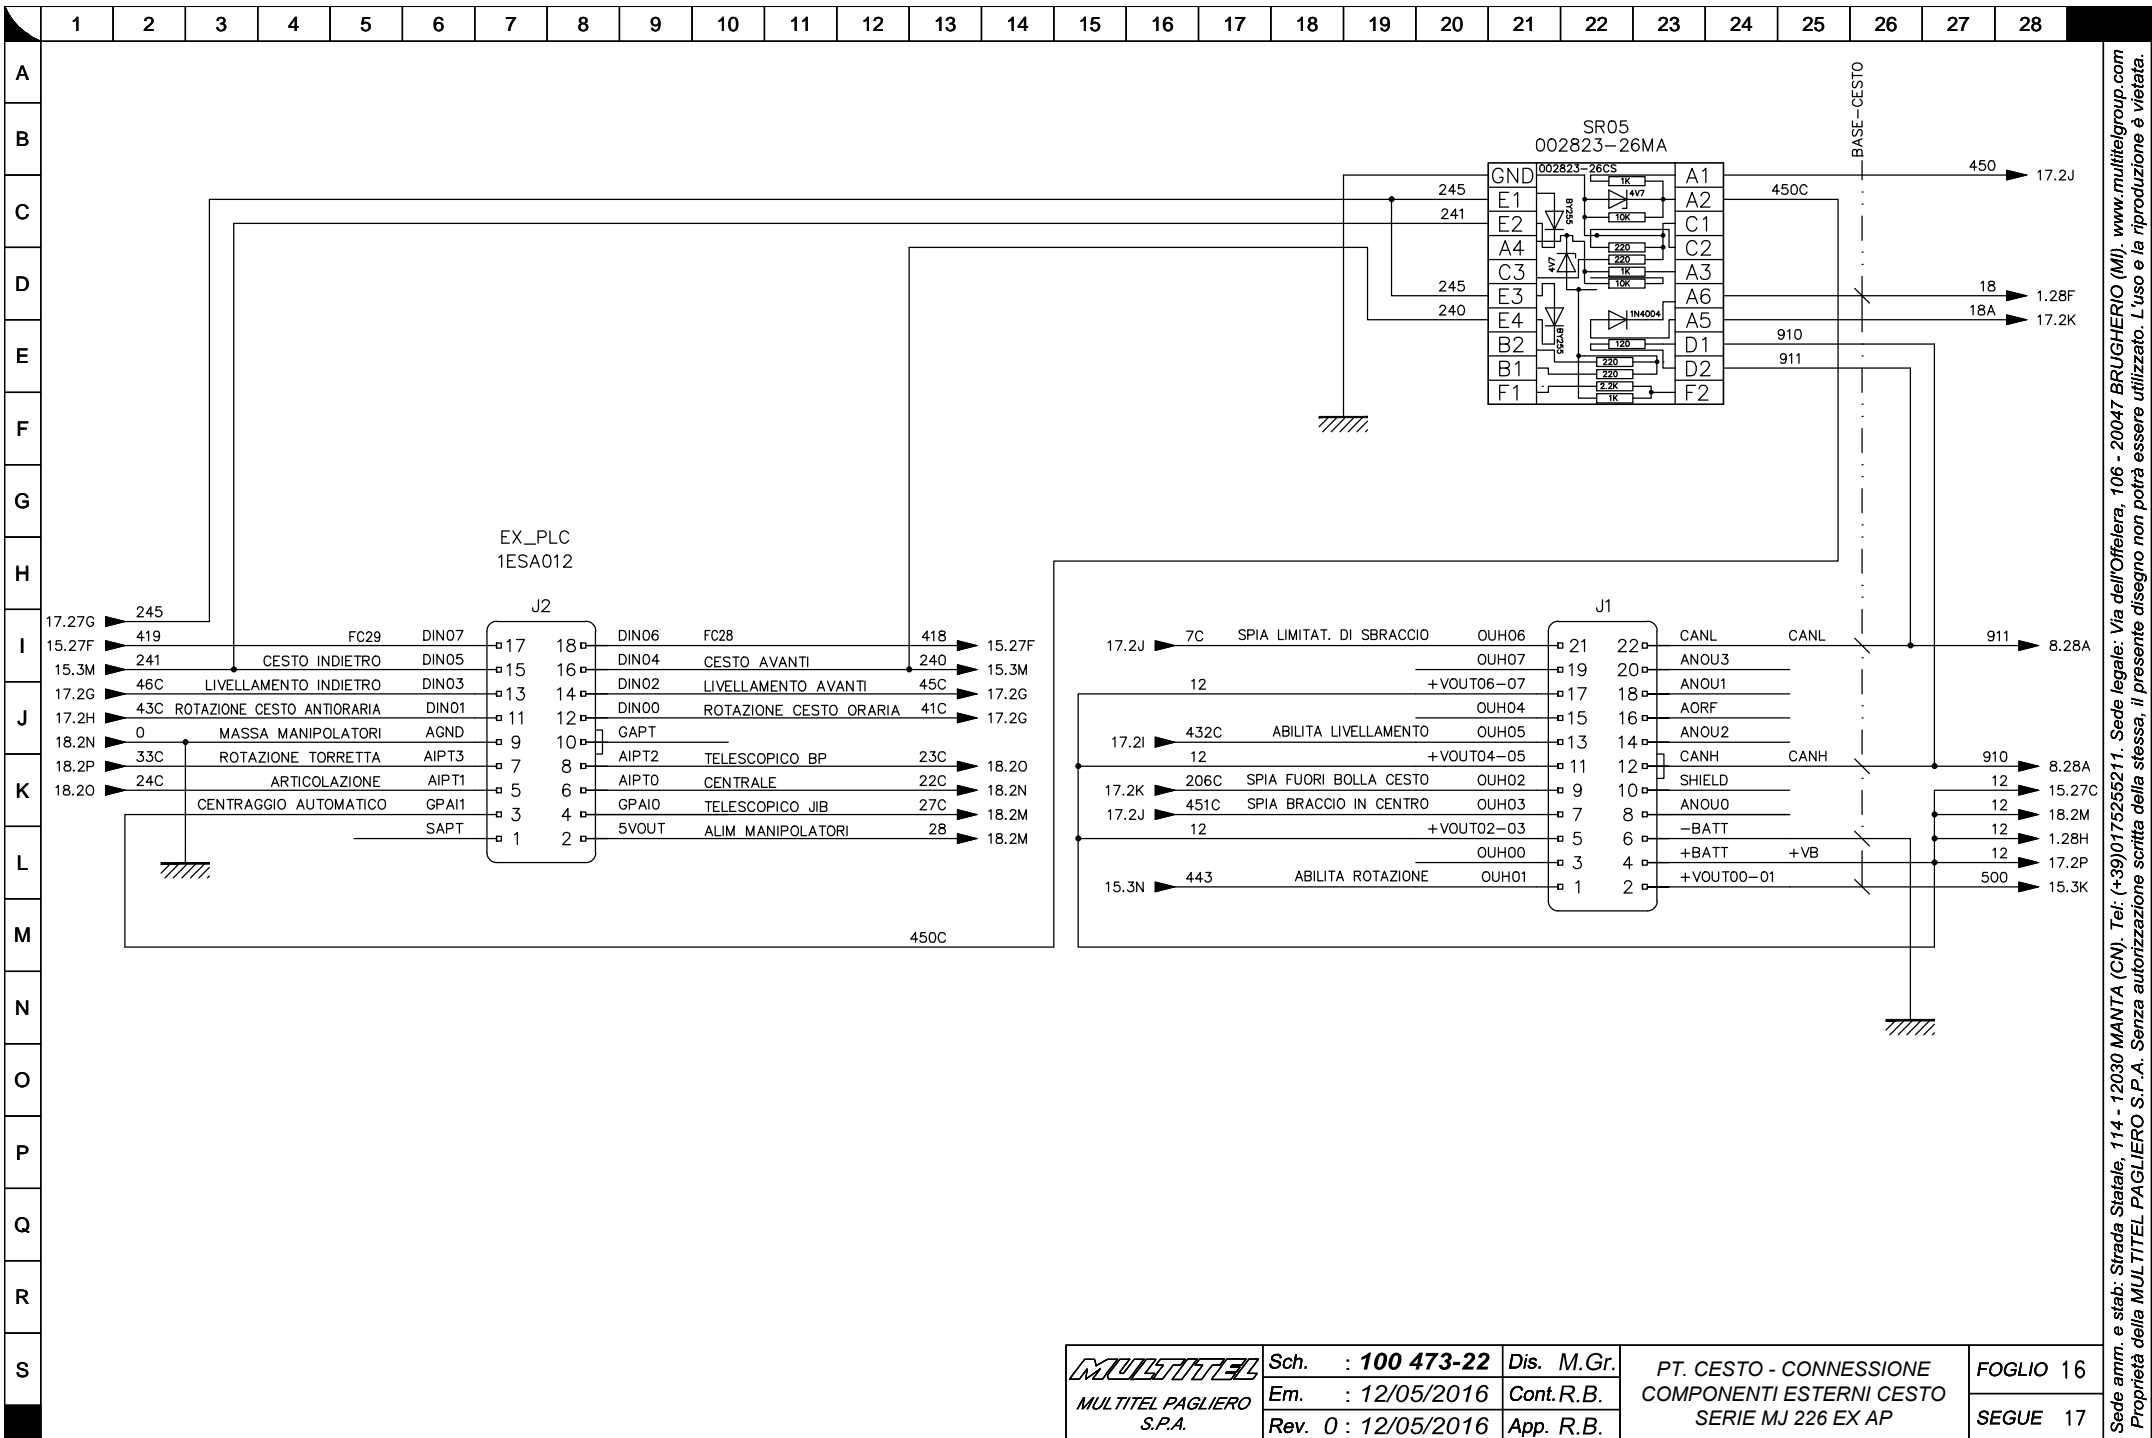 1 2 3 4 5 6 7 8 9 10 11 12 13 14 15 16 17 18 19 20 21 22 23 24 25 26 27 28
A
B
C
D
E
F
G
H
I
J
K
L
M
N
O
P
Q
R
S
BASE-CESTO
SR05
002823-26MA
002823-26CS
GND 1K A1 450 17.2J
245 E1 4V7 A2 450C
BY255
241 E2 10K C1
A4 220 C2
4V7
220
C3 1K A3
10K
245 E3 A6 18 1.28F
240 E4 1N4004 A5 18A 17.2K
BY255
B2 120 D1 910
220
B1 220 D2 911
F1 2.2K F2
1K
EX_PLC
1ESA012
J2
17.27G 245
15.27F 419 FC29 DIN07 17 18 DIN06 FC28 418 15.27F
15.3M 241 CESTO INDIETRO DIN05 15 16 DIN04 CESTO AVANTI 240 15.3M
17.2G 46C LIVELLAMENTO INDIETRO DIN03 13 14 DIN02 LIVELLAMENTO AVANTI 45C 17.2G
17.2H 43C ROTAZIONE CESTO ANTIORARIA DIN01 11 12 DIN00 ROTAZIONE CESTO ORARIA 41C 17.2G
18.2N 0 MASSA MANIPOLATORI AGND 9 10 GAPT
18.2P 33C ROTAZIONE TORRETTA AIPT3 7 8 AIPT2 TELESCOPICO BP 23C 18.2O
18.2O 24C ARTICOLAZIONE AIPT1 5 6 AIPT0 CENTRALE 22C 18.2N
CENTRAGGIO AUTOMATICO GPAI1 3 4 GPAI0 TELESCOPICO JIB 27C 18.2M
SAPT 1 2 5VOUT ALIM MANIPOLATORI 28 18.2M
450C
J1
17.2J 7C SPIA LIMITAT. DI SBRACCIO OUH06 21 22 CANL CANL 911 8.28A
OUH07 19 20 ANOU3
12 +VOUT06-07 17 18 ANOU1
OUH04 15 16 AORF
17.2I 432C ABILITA LIVELLAMENTO OUH05 13 14 ANOU2
12 +VOUT04-05 11 12 CANH CANH 910 8.28A
17.2K 206C SPIA FUORI BOLLA CESTO OUH02 9 10 SHIELD 12 15.27C
17.2J 451C SPIA BRACCIO IN CENTRO OUH03 7 8 ANOU0 12 18.2M
12 +VOUT02-03 5 6 -BATT 12 1.28H
OUH00 3 4 +BATT +VB 12 17.2P
15.3N 443 ABILITA ROTAZIONE OUH01 1 2 +VOUT00-01 500 15.3K
MULTITEL
MULTITEL PAGLIERO
S.P.A.
Sch. : 100 473-22 Dis. M.Gr.
Em. : 12/05/2016 Cont. R.B.
Rev. 0 : 12/05/2016 App. R.B.
PT. CESTO - CONNESSIONE
COMPONENTI ESTERNI CESTO
SERIE MJ 226 EX AP
FOGLIO 16
SEGUE 17
Sede amm. e stab: Strada Statale, 114 - 12030 MANTA (CN). Tel: (+39)0175255211. Sede legale: Via dell'Offelera, 106 - 20047 BRUGHERIO (MI). www.multitelgroup.com
Proprietà della MULTITEL PAGLIERO S.P.A. Senza autorizzazione scritta della stessa, il presente disegno non potrà essere utilizzato. L'uso e la riproduzione è vietata.